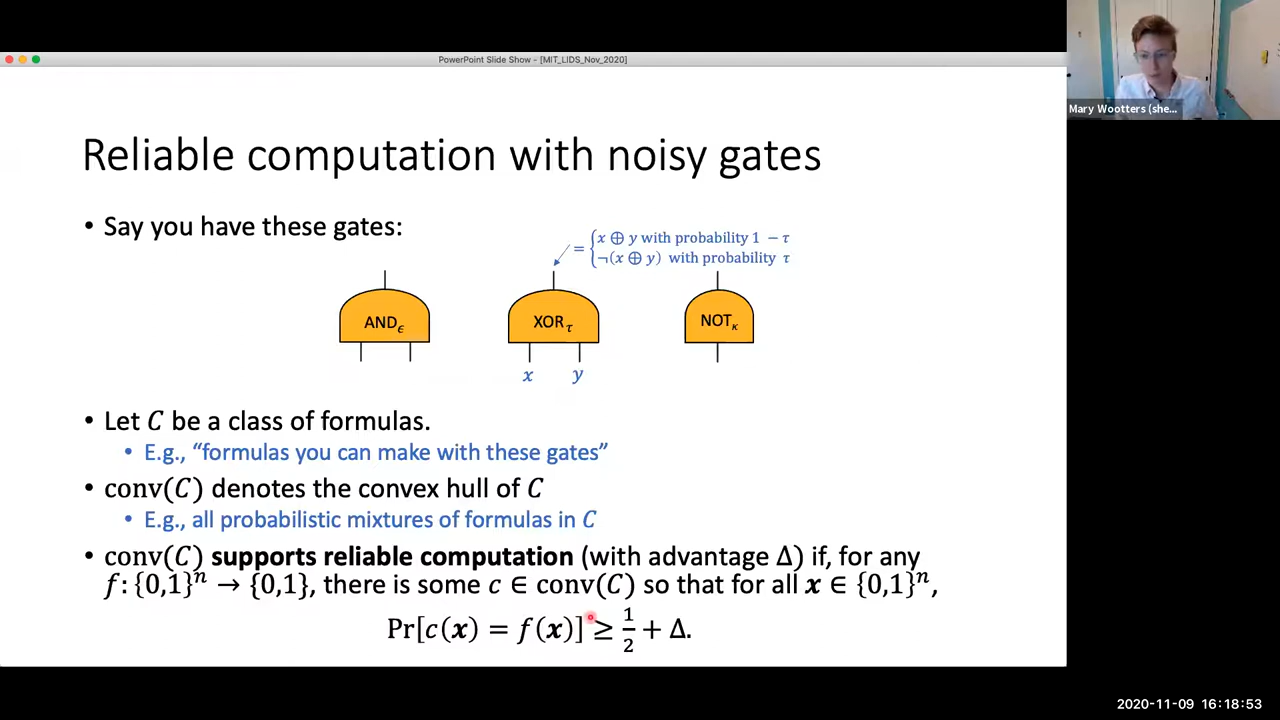 PowerPoint Slide Show - [MIT_LIDS_Nov_2020]
Mary Wootters (she...
Reliable computation with noisy gates
• Say you have these gates:
= { x ⊕ y with probability 1 − τ
¬(x ⊕ y) with probability τ
AND_ϵ
XOR_τ
NOT_κ
x
y
• Let C be a class of formulas.
• E.g., “formulas you can make with these gates”
• conv(C) denotes the convex hull of C
• E.g., all probabilistic mixtures of formulas in C
• conv(C) supports reliable computation (with advantage Δ) if, for any
f: {0,1}ⁿ → {0,1}, there is some c ∈ conv(C) so that for all x ∈ {0,1}ⁿ,
Pr[c(x) = f(x)] ≥ 1/2 + Δ.
2020-11-09 16:18:53